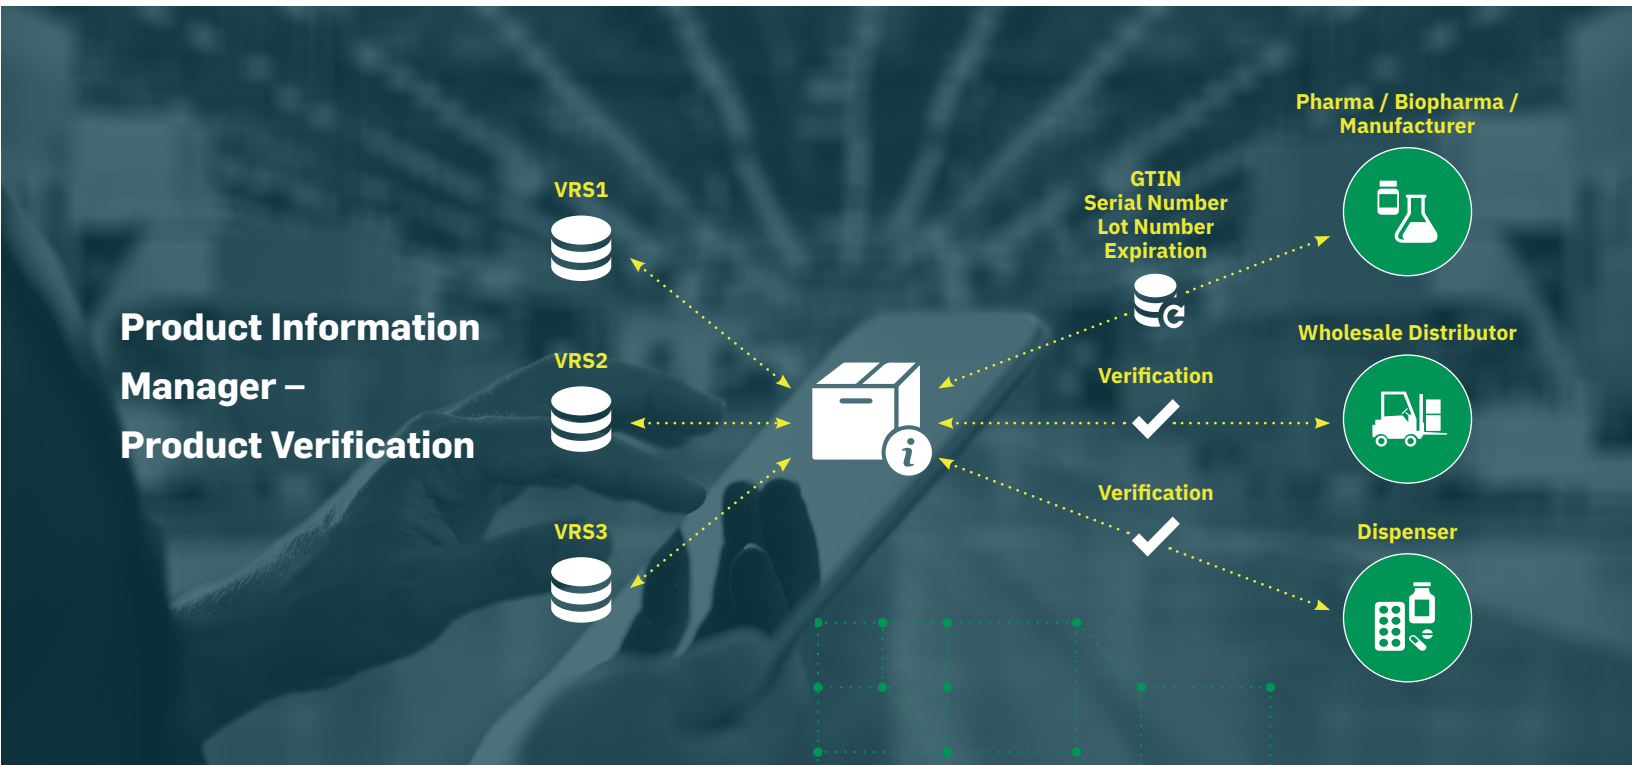 Product Information
Manager –
Product Verification
VRS1
VRS2
VRS3
GTIN
Serial Number
Lot Number
Expiration
Verification
Verification
Pharma / Biopharma /
Manufacturer
Wholesale Distributor
Dispenser
i